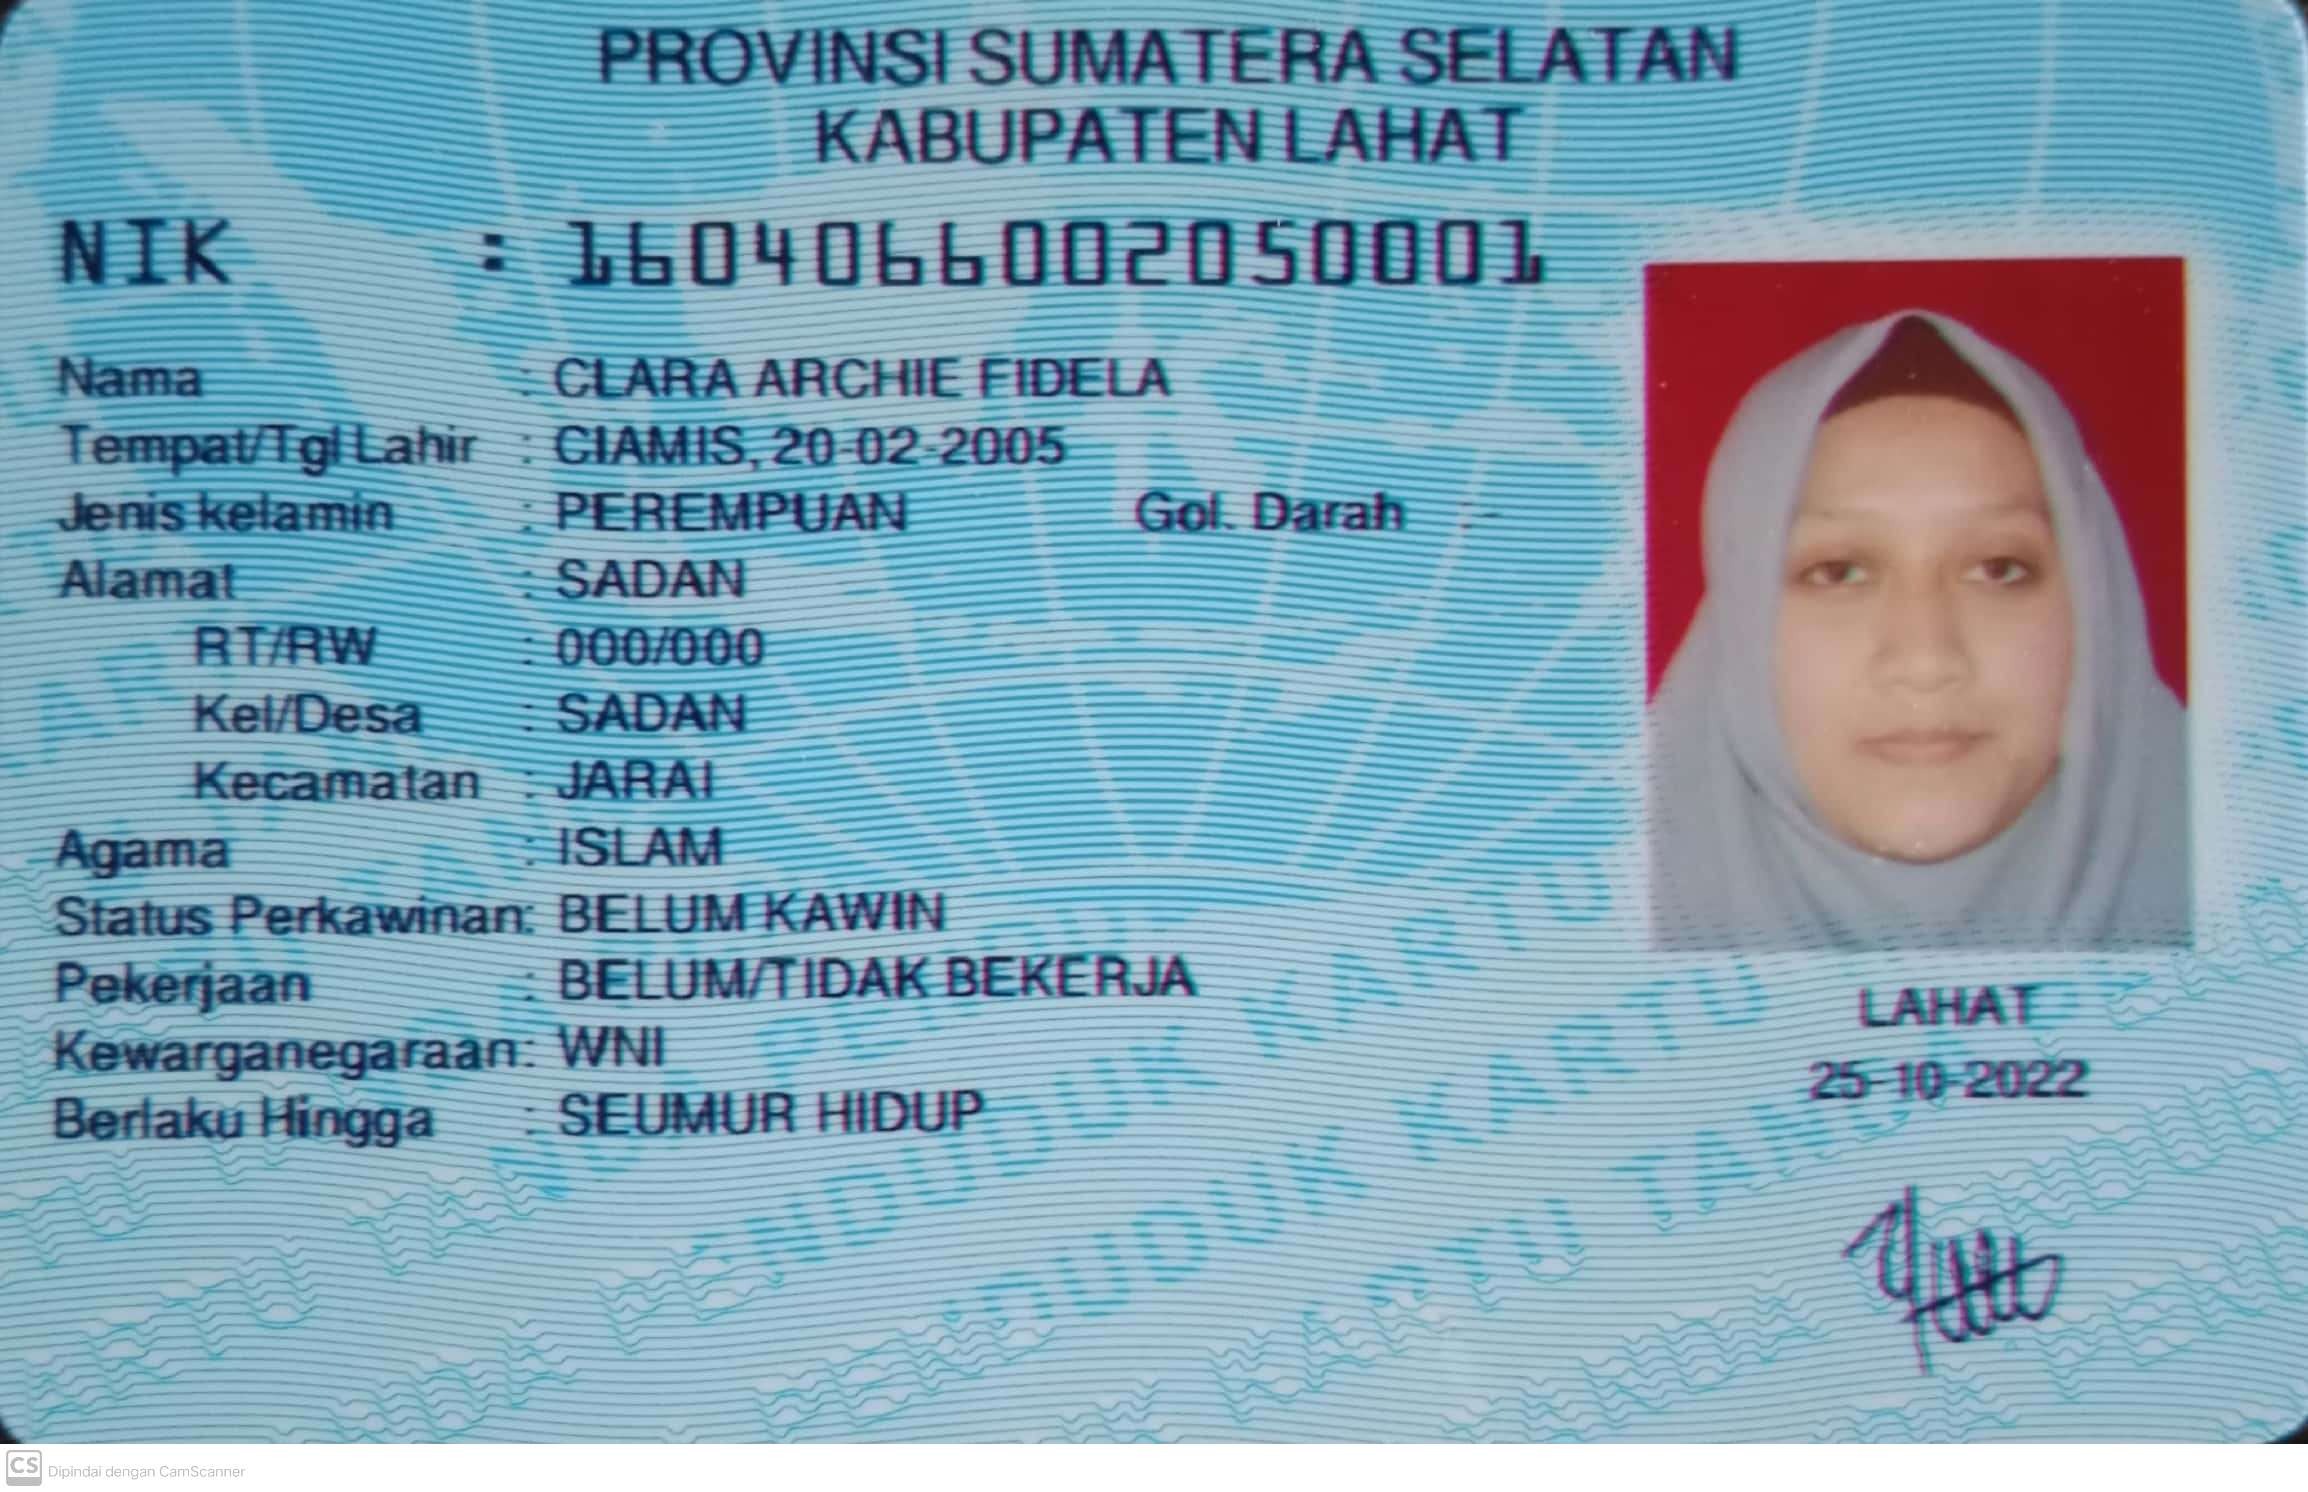 PROVINSI SUMATERA SELATAN
KABUPATEN LAHAT
NIK : 1604066002050001
Nama : CLARA ARCHIE FIDELA
Tempat/Tgl Lahir : CIAMIS, 20-02-2005
Jenis kelamin : PEREMPUAN Gol. Darah : -
Alamat : SADAN
RT/RW : 000/000
Kel/Desa : SADAN
Kecamatan : JARAI
Agama : ISLAM
Status Perkawinan: BELUM KAWIN
Pekerjaan : BELUM/TIDAK BEKERJA
Kewarganegaraan: WNI
Berlaku Hingga : SEUMUR HIDUP
LAHAT
25-10-2022
CS Dipindai dengan CamScanner